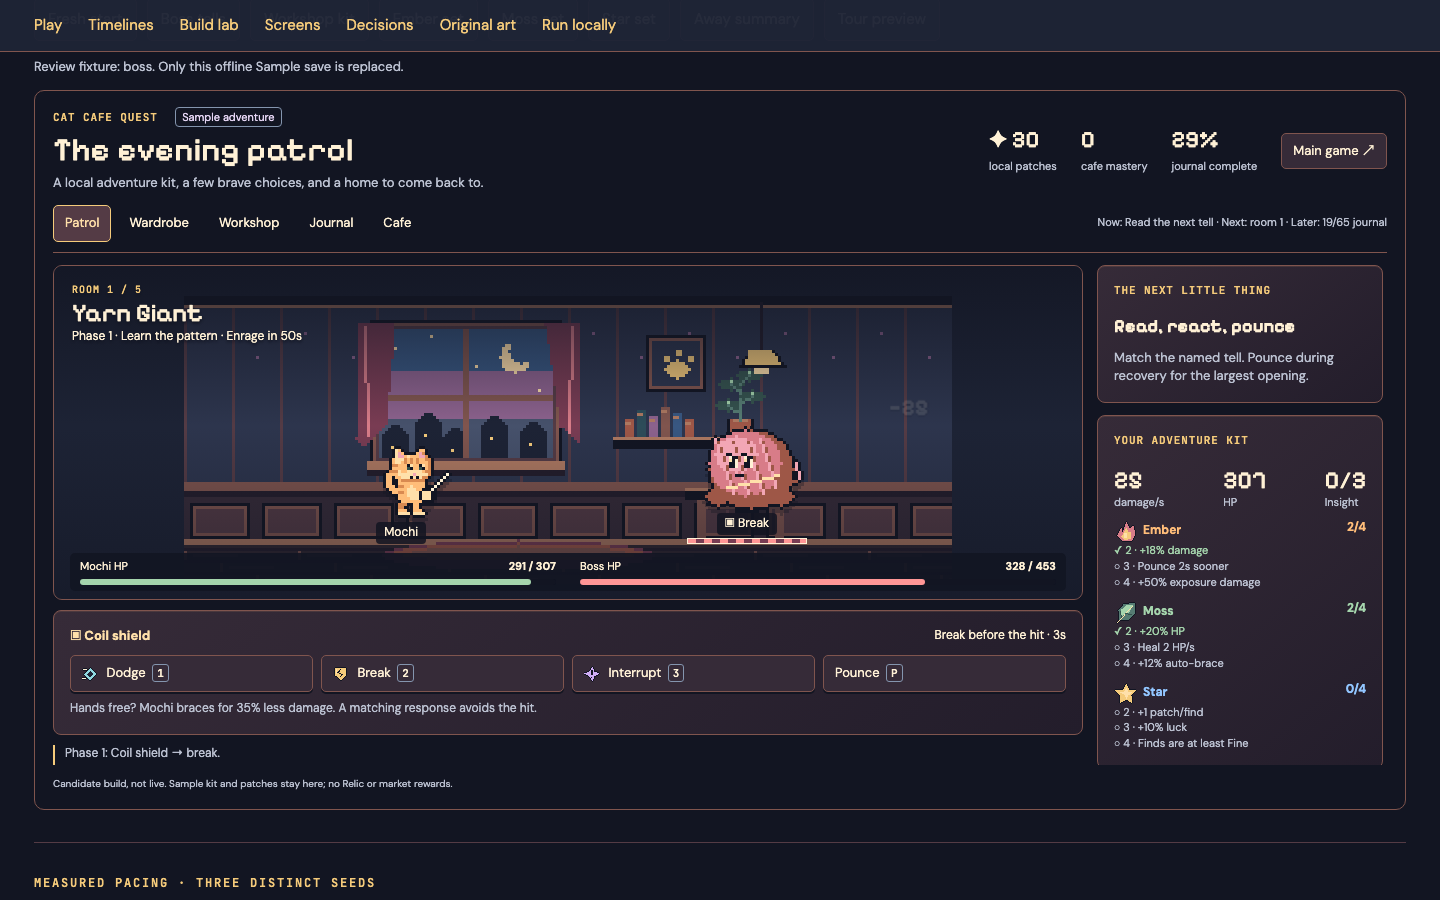 Play Timelines Build lab Screens Decisions Original art Run locally
Away summary Tour preview
Review fixture: boss. Only this offline Sample save is replaced.
CAT CAFE QUEST Sample adventure
The evening patrol
A local adventure kit, a few brave choices, and a home to come back to.
30 0 29%
local patches cafe mastery journal complete
Main game ↗
Patrol Wardrobe Workshop Journal Cafe
Now: Read the next tell · Next: room 1 · Later: 19/65 journal
ROOM 1 / 5
Yarn Giant
Phase 1 · Learn the pattern · Enrage in 50s
Mochi
Break
Mochi HP 291 / 307
Boss HP 328 / 453
Coil shield
Break before the hit · 3s
Dodge 1
Break 2
Interrupt 3
Pounce P
Hands free? Mochi braces for 35% less damage. A matching response avoids the hit.
Phase 1: Coil shield → break.
Candidate build, not live. Sample kit and patches stay here; no Relic or market rewards.
THE NEXT LITTLE THING
Read, react, pounce
Match the named tell. Pounce during
recovery for the largest opening.
YOUR ADVENTURE KIT
307 0/3
damage/s HP Insight
Ember 2/4
✓ 2 · +18% damage
○ 3 · Pounce 2s sooner
○ 4 · +50% exposure damage
Moss 2/4
✓ 2 · +20% HP
○ 3 · Heal 2 HP/s
○ 4 · +12% auto-brace
Star 0/4
○ 2 · +1 patch/find
○ 3 · +10% luck
○ 4 · Finds are at least Fine
MEASURED PACING · THREE DISTINCT SEEDS